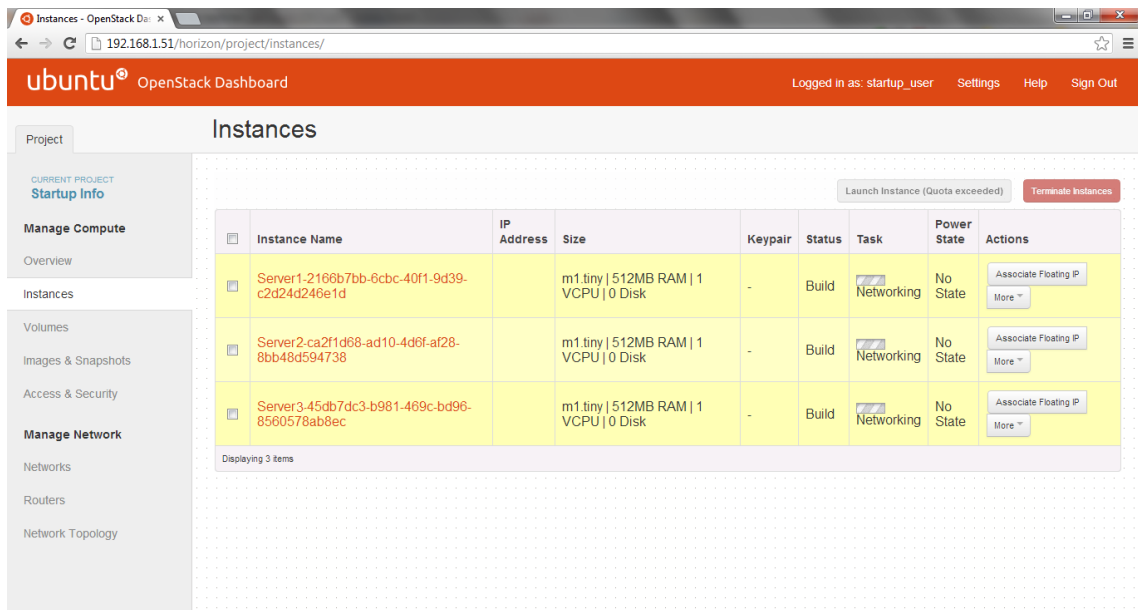 Instances - OpenStack Das
192.168.1.51/horizon/project/instances/
ubuntu OpenStack Dashboard
Logged in as: startup_user Settings Help Sign Out
Project
Instances
CURRENT PROJECT
Startup Info
Launch Instance (Quota exceeded) Terminate Instances
Manage Compute
Overview
Instances
Volumes
Images & Snapshots
Access & Security
Manage Network
Networks
Routers
Network Topology
IP
Power
Instance Name Address Size Keypair Status Task State Actions
Server1-2166b7bb-6cbc-40f1-9d39-
c2d24d246e1d
m1.tiny | 512MB RAM | 1
VCPU | 0 Disk
-
Build
Networking
No
State
Associate Floating IP
More
Server2-ca2f1d68-ad10-4d6f-af28-
8bb48d594738
m1.tiny | 512MB RAM | 1
VCPU | 0 Disk
-
Build
Networking
No
State
Associate Floating IP
More
Server3-45db7dc3-b981-469c-bd96-
8560578ab8ec
m1.tiny | 512MB RAM | 1
VCPU | 0 Disk
-
Build
Networking
No
State
Associate Floating IP
More
Displaying 3 items